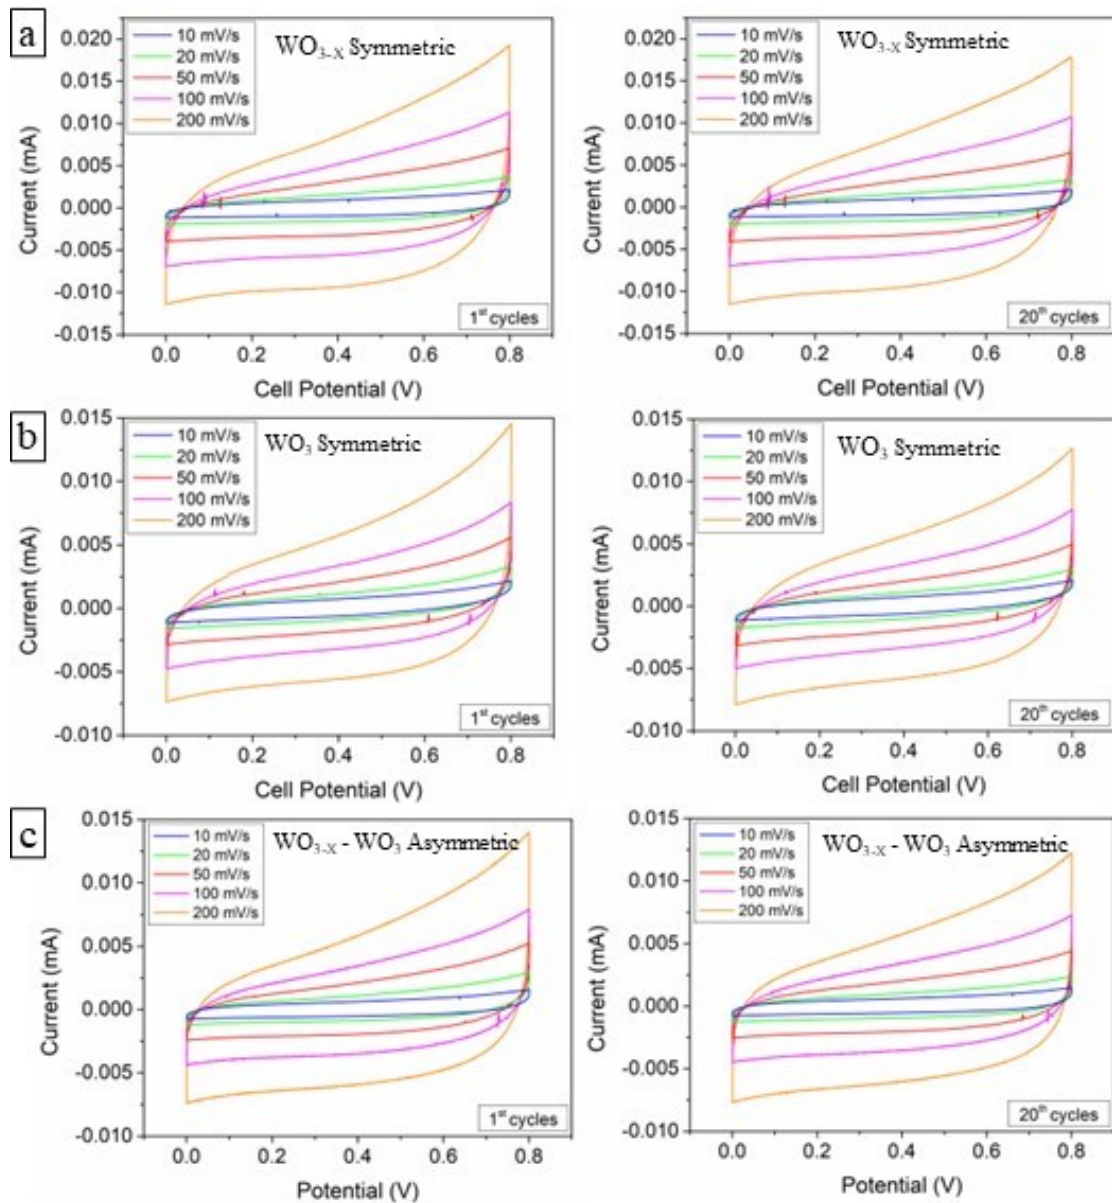 a
WO3-X Symmetric
10 mV/s
20 mV/s
50 mV/s
100 mV/s
200 mV/s
0.020
0.015
0.010
0.005
0.000
-0.005
-0.010
-0.015
Current (mA)
1st cycles
0.0 0.2 0.4 0.6 0.8
Cell Potential (V)
WO3-X Symmetric
10 mV/s
20 mV/s
50 mV/s
100 mV/s
200 mV/s
0.020
0.015
0.010
0.005
0.000
-0.005
-0.010
-0.015
Current (mA)
20th cycles
0.0 0.2 0.4 0.6 0.8
Cell Potential (V)
b
WO3 Symmetric
10 mV/s
20 mV/s
50 mV/s
100 mV/s
200 mV/s
0.015
0.010
0.005
0.000
-0.005
-0.010
Current (mA)
1st cycles
0.0 0.2 0.4 0.6 0.8
Cell Potential (V)
WO3 Symmetric
10 mV/s
20 mV/s
50 mV/s
100 mV/s
200 mV/s
0.015
0.010
0.005
0.000
-0.005
-0.010
Current (mA)
20th cycles
0.0 0.2 0.4 0.6 0.8
Cell Potential (V)
c
WO3-X - WO3 Asymmetric
10 mV/s
20 mV/s
50 mV/s
100 mV/s
200 mV/s
0.015
0.010
0.005
0.000
-0.005
-0.010
Current (mA)
1st cycles
0.0 0.2 0.4 0.6 0.8
Potential (V)
WO3-X - WO3 Asymmetric
10 mV/s
20 mV/s
50 mV/s
100 mV/s
200 mV/s
0.015
0.010
0.005
0.000
-0.005
-0.010
Current (mA)
20th cycles
0.0 0.2 0.4 0.6 0.8
Potential (V)